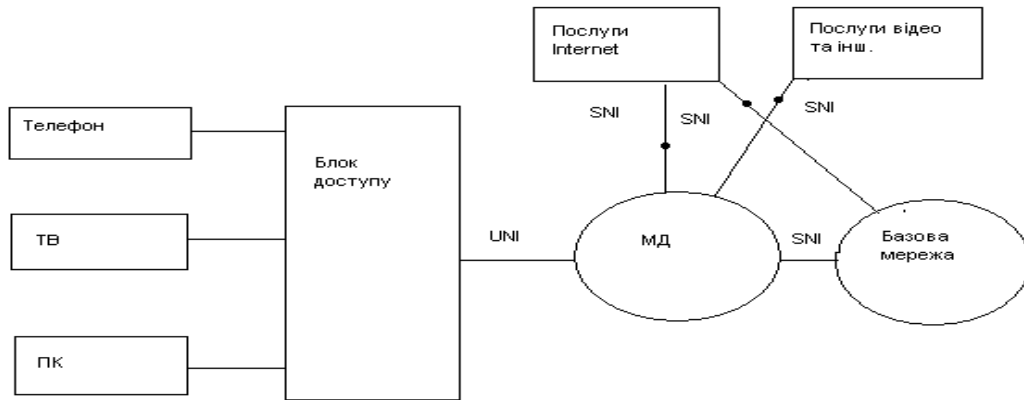 Послуги
Internet
Послуги відео
та інш.
SNI
SNI
SNI
Телефон
Блок
доступу
ТВ
UNI
МД
SNI
Базова
мережа
ПК